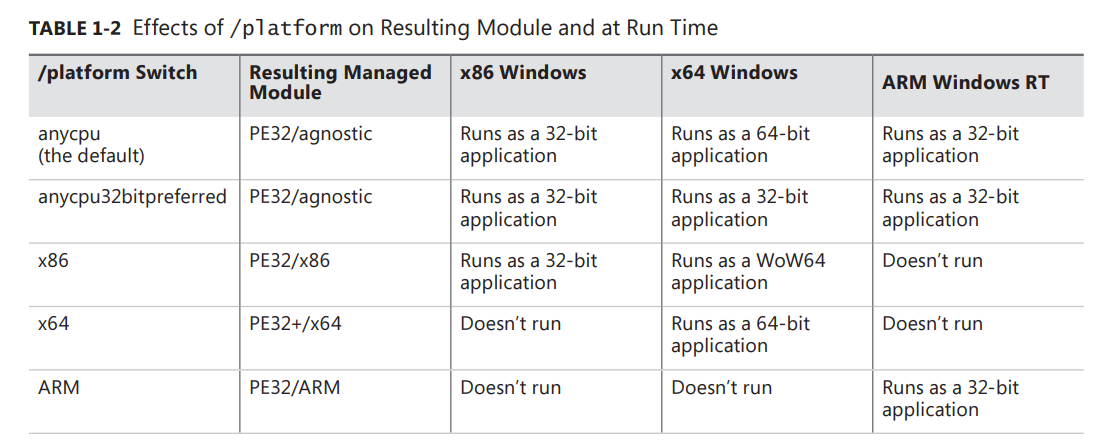 TABLE 1-2 Effects of /platform on Resulting Module and at Run Time
/platform Switch
Resulting Managed
Module
x86 Windows
x64 Windows
ARM Windows RT
anycpu
(the default)
PE32/agnostic
Runs as a 32-bit
application
Runs as a 64-bit
application
Runs as a 32-bit
application
anycpu32bitpreferred
PE32/agnostic
Runs as a 32-bit
application
Runs as a 32-bit
application
Runs as a 32-bit
application
x86
PE32/x86
Runs as a 32-bit
application
Runs as a WoW64
application
Doesn’t run
x64
PE32+/x64
Doesn’t run
Runs as a 64-bit
application
Doesn’t run
ARM
PE32/ARM
Doesn’t run
Doesn’t run
Runs as a 32-bit
application